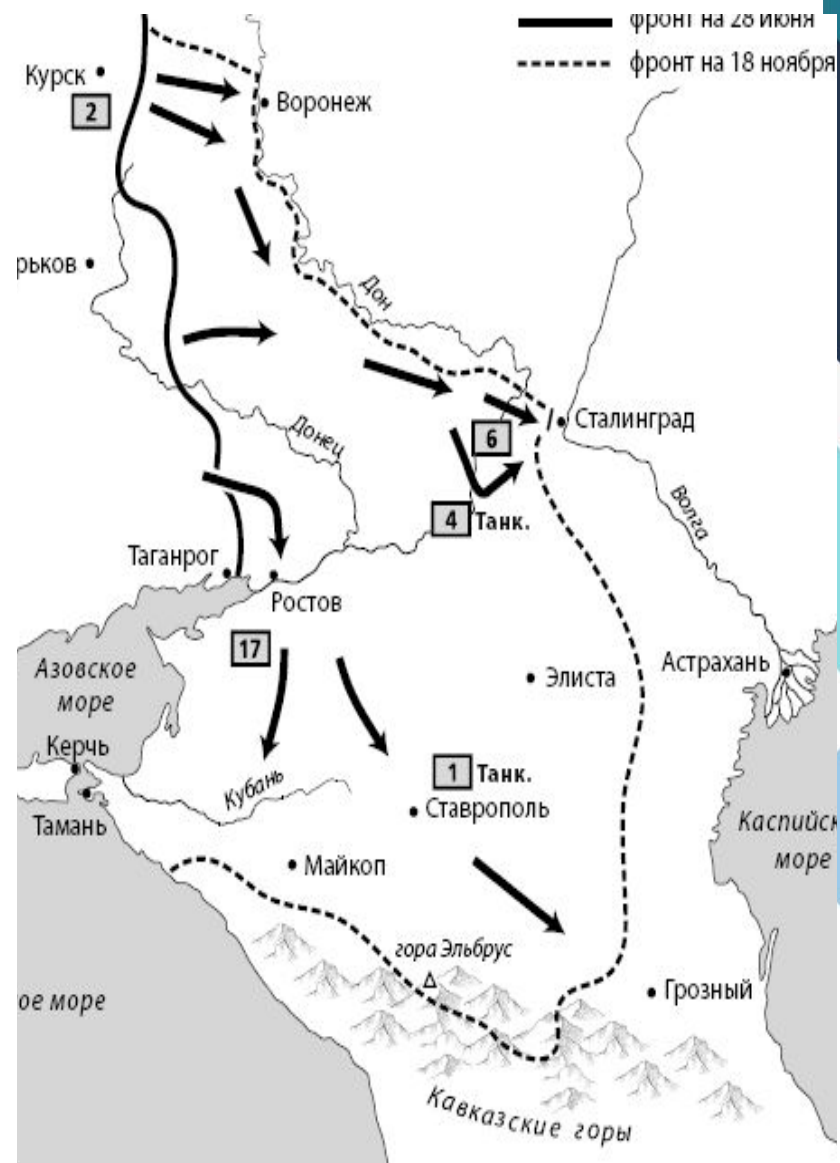 фронт на 28 июня
фронт на 18 ноября
Курск
2
Воронеж
рьков
Дон
Донец
Сталинград
6
4 Танк.
Волга
Таганрог
Ростов
17
Азовское
море
Элиста
Астрахань
Керчь
Тамань
Кубань
1 Танк.
Ставрополь
Майкоп
Каспийск
море
гора Эльбрус
Грозный
ое море
Кавказские горы